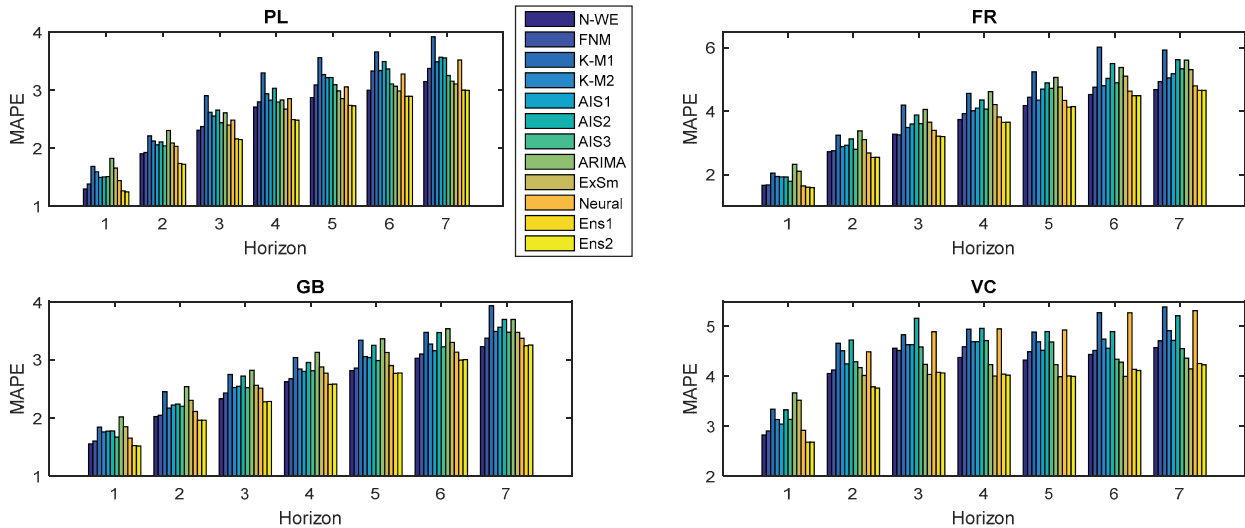 PL
MAPE
4
3
2
1
1 2 3 4 5 6 7
Horizon
N-WE
FNM
K-M1
K-M2
AIS1
AIS2
AIS3
ARIMA
ExSm
Neural
Ens1
Ens2
FR
MAPE
6
4
2
1 2 3 4 5 6 7
Horizon
GB
MAPE
4
3
2
1
1 2 3 4 5 6 7
Horizon
VC
MAPE
5
4
3
2
1 2 3 4 5 6 7
Horizon